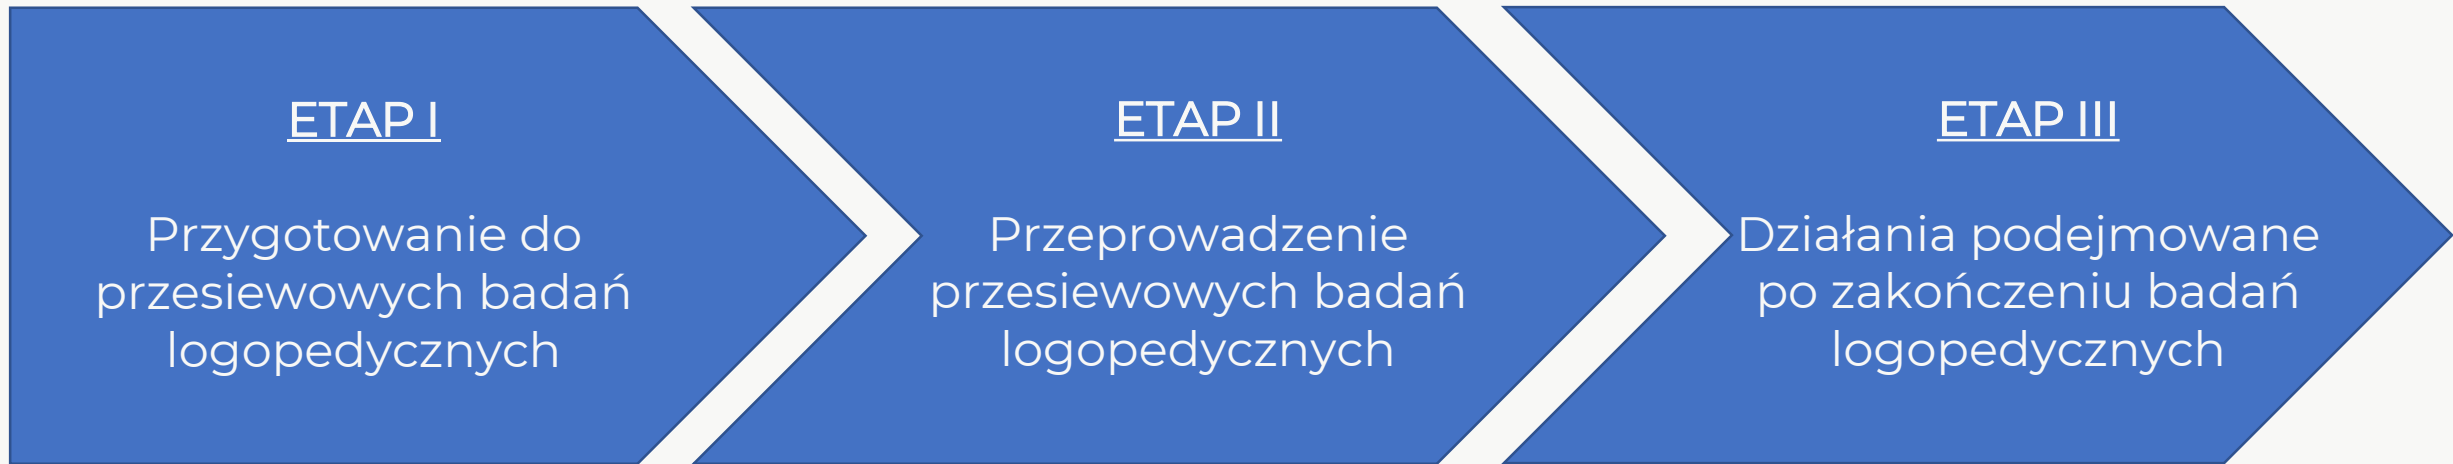 ETAP I
Przygotowanie do
przesiewowych badań
logopedycznych
ETAP II
Przeprowadzenie
przesiewowych badań
logopedycznych
ETAP III
Działania podejmowane
po zakończeniu badań
logopedycznych